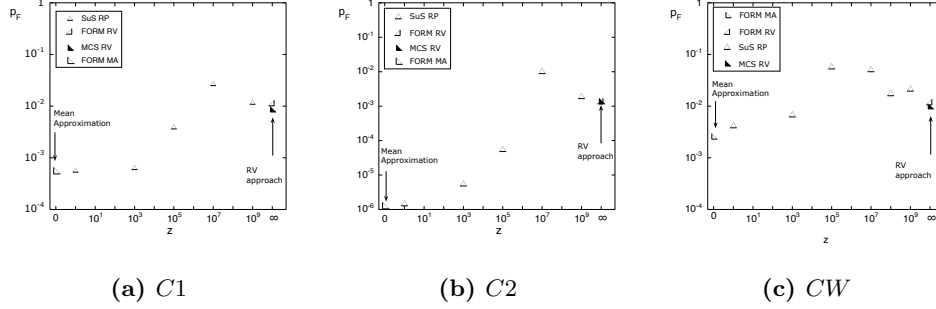 p_F
1
10^-1
10^-2
10^-3
10^-4
SuS RP
FORM RV
MCS RV
FORM MA
Mean
Approximation
RV
approach
0 10^1 10^3 10^5 10^7 10^9 ∞
z
(a) C1
p_F
1
10^-1
10^-2
10^-3
10^-4
10^-5
10^-6
SuS RP
FORM RV
MCS RV
FORM MA
Mean
Approximation
RV
approach
0 10^1 10^3 10^5 10^7 10^9 ∞
z
(b) C2
p_F
1
10^-1
10^-2
10^-3
10^-4
FORM MA
FORM RV
SuS RP
MCS RV
Mean
Approximation
RV
approach
0 10^1 10^3 10^5 10^7 10^9 ∞
z
(c) CW